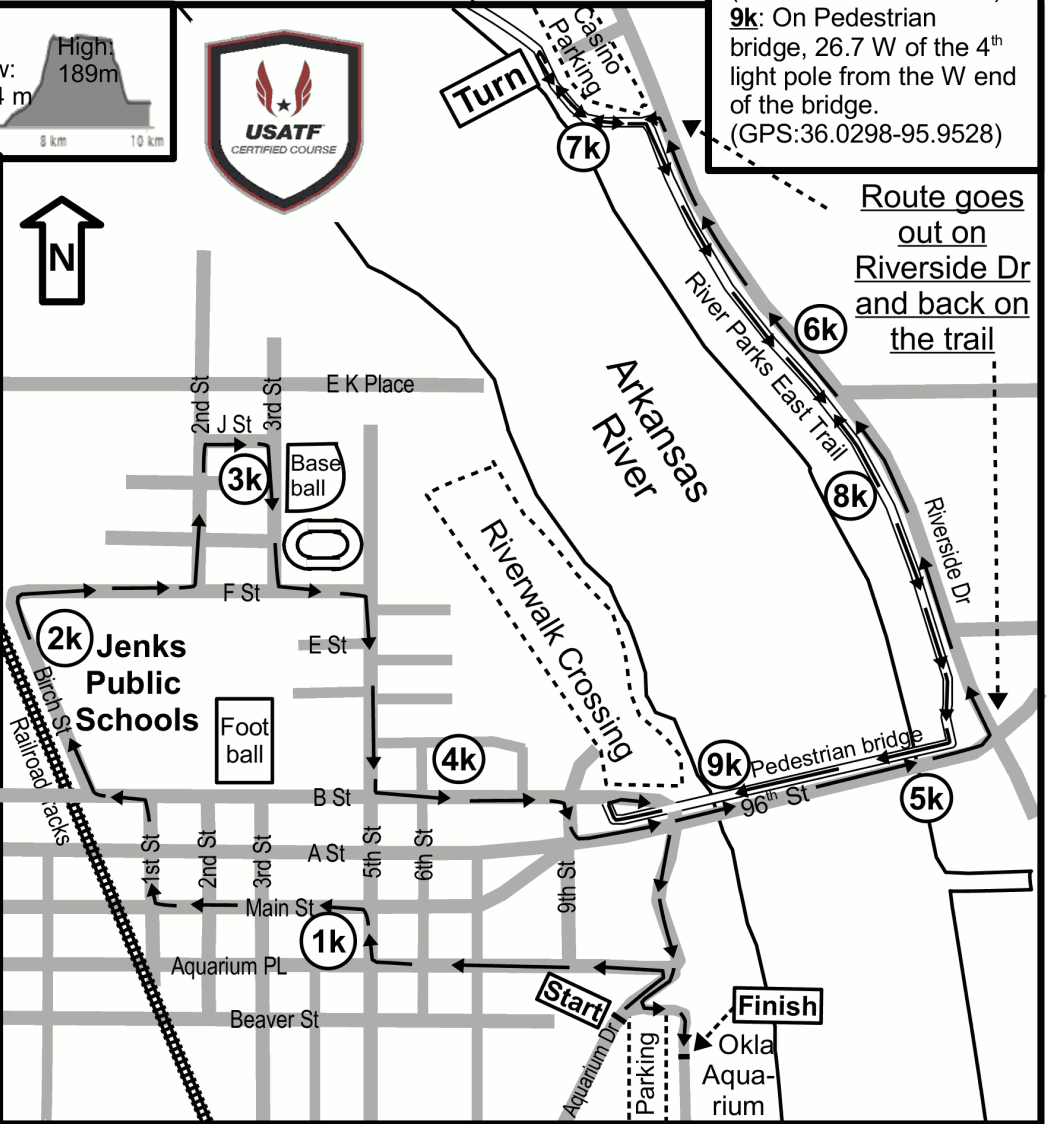 High:
189m
8 km
10 km
USATF
CERTIFIED COURSE
Turn
Casino
Parking
9k: On Pedestrian
bridge, 26.7 W of the 4th
light pole from the W end
of the bridge.
(GPS:36.0298-95.9528)
7k
Route goes
out on
Riverside Dr
and back on
the trail
N
6k
River Parks East Trail
Arkansas
River
E K Place
2nd St
3rd St
J St
3k
Base
ball
8k
Riverside Dr
Riverwalk Crossing
F St
2k
Jenks
Public
Schools
E St
Birch St
Railroad Tracks
Foot
ball
4k
9k
Pedestrian bridge
96th St
5k
B St
1st St
2nd St
3rd St
A St
5th St
6th St
9th St
Main St
1k
Aquarium PL
Beaver St
Start
Finish
Aquarium Dr
Parking
Okla
Aqua-
rium